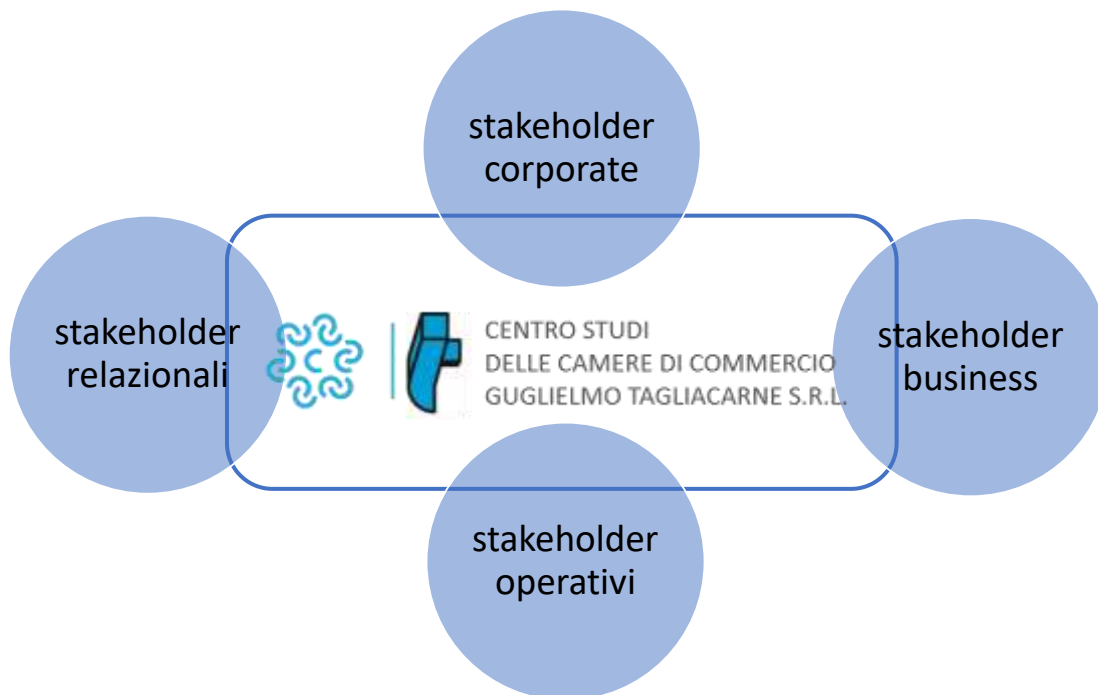 stakeholder
corporate
stakeholder
relazionali
C
CENTRO STUDI
DELLE CAMERE DI COMMERCIO
GUGLIELMO TAGLIACARNE S.R.L.
stakeholder
business
stakeholder
operativi